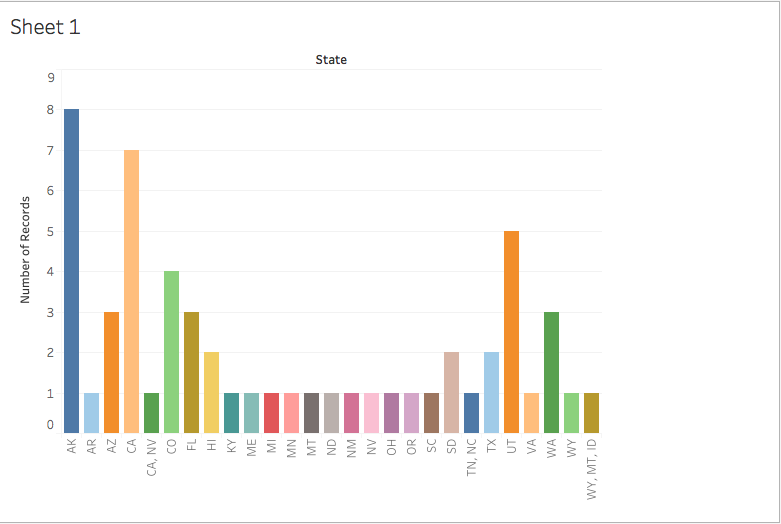 Sheet 1
State
Number of Records
9
8
7
6
5
4
3
2
1
0
AK
AR
AZ
CA
CA, NV
CO
FL
HI
KY
ME
MI
MN
MT
ND
NM
NV
OH
OR
SC
SD
TN, NC
TX
UT
VA
WA
WY
WY, MT, ID